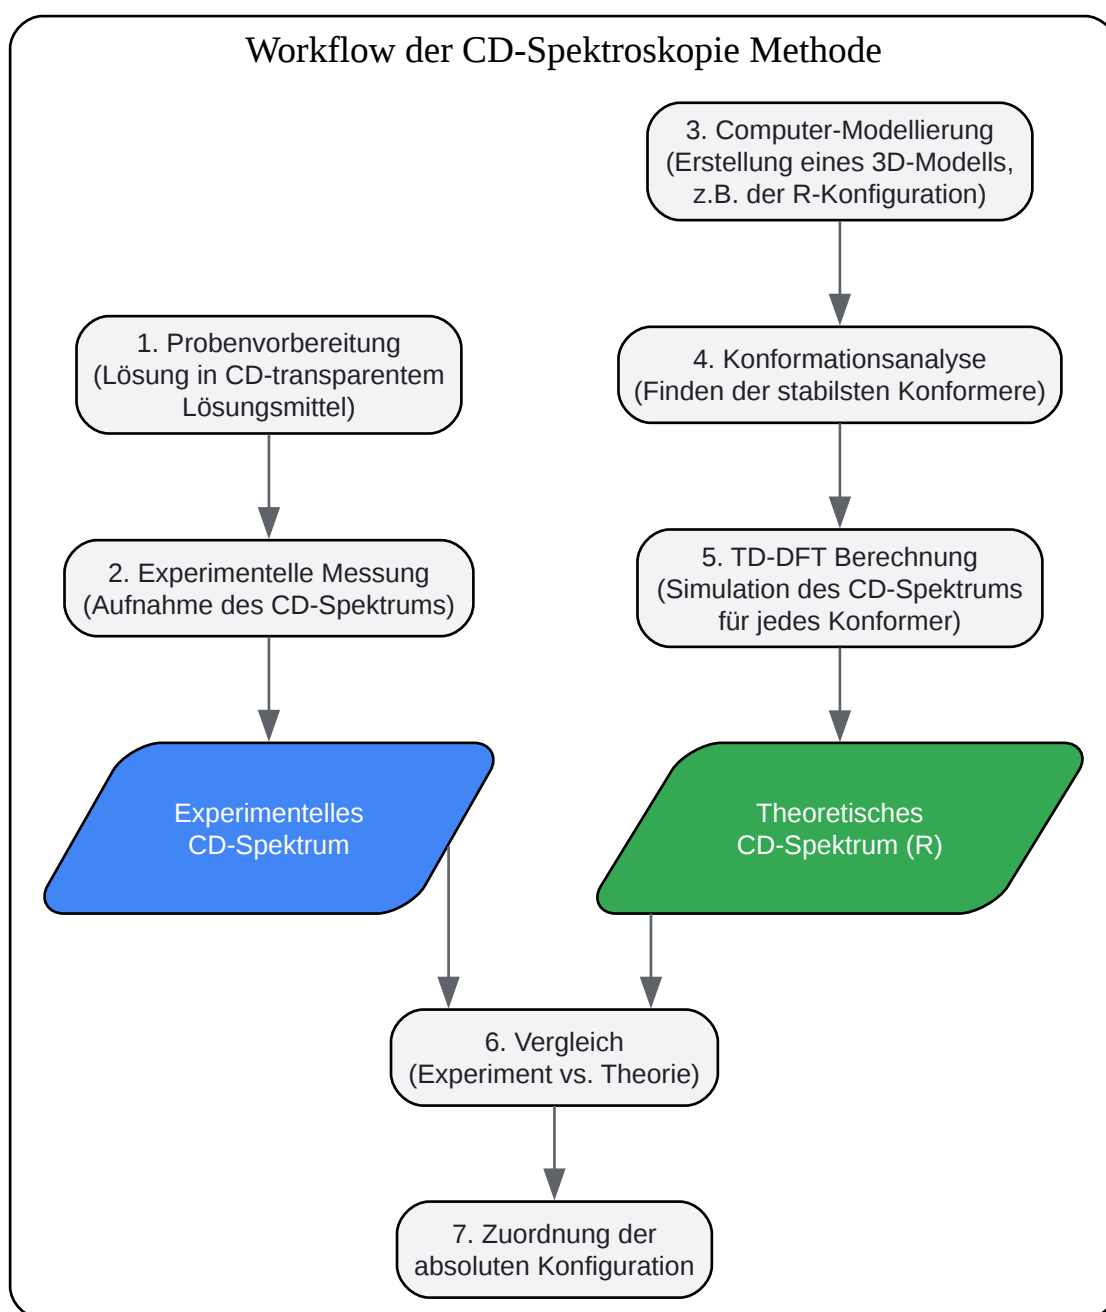 Workflow der CD-Spektroskopie Methode
3. Computer-Modellierung
(Erstellung eines 3D-Modells,
z.B. der R-Konfiguration)
1. Probenvorbereitung
(Lösung in CD-transparentem
Lösungsmittel)
4. Konformationsanalyse
(Finden der stabilsten Konformere)
2. Experimentelle Messung
(Aufnahme des CD-Spektrums)
5. TD-DFT Berechnung
(Simulation des CD-Spektrums
für jedes Konformer)
Experimentelles
CD-Spektrum
Theoretisches
CD-Spektrum (R)
6. Vergleich
(Experiment vs. Theorie)
7. Zuordnung der
absoluten Konfiguration